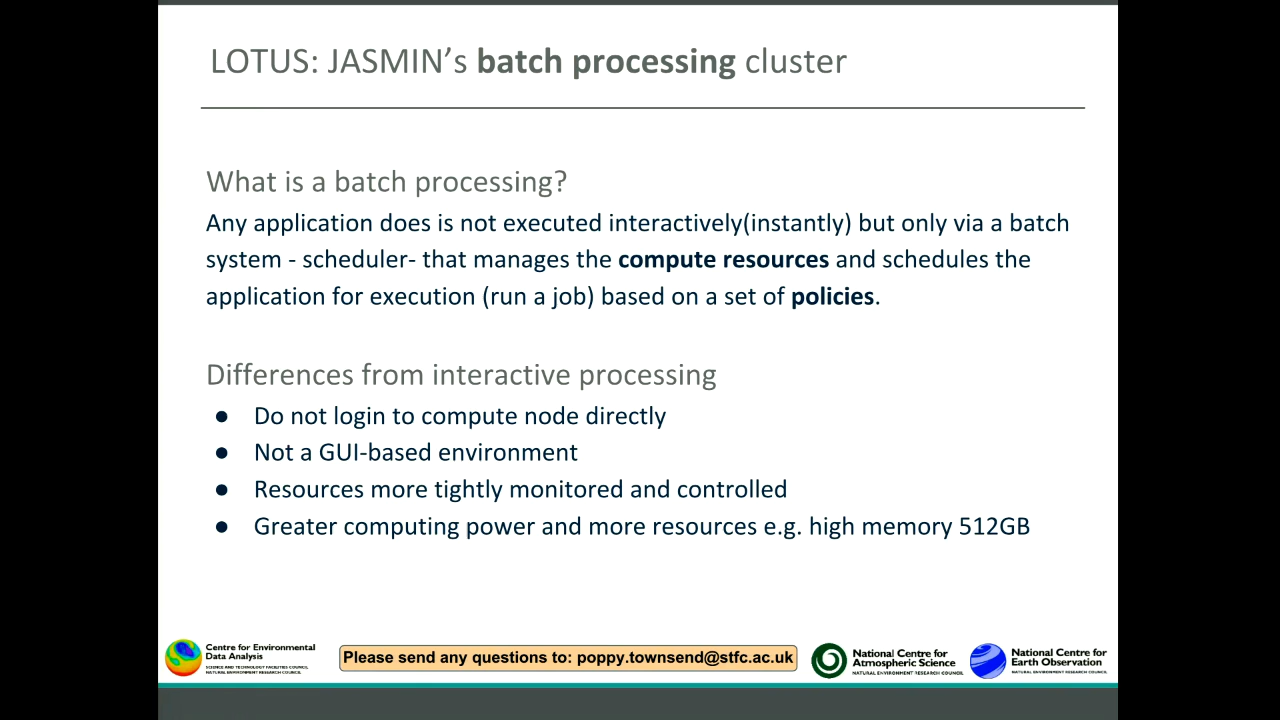 LOTUS: JASMIN's batch processing cluster
What is a batch processing?
Any application does is not executed interactively(instantly) but only via a batch
system - scheduler- that manages the compute resources and schedules the
application for execution (run a job) based on a set of policies.
Differences from interactive processing
● Do not login to compute node directly
● Not a GUI-based environment
● Resources more tightly monitored and controlled
● Greater computing power and more resources e.g. high memory 512GB
Centre for Environmental
Data Analysis
SCIENCE AND TECHNOLOGY FACILITIES COUNCIL
NATURAL ENVIRONMENT RESEARCH COUNCIL
Please send any questions to: poppy.townsend@stfc.ac.uk
National Centre for
Atmospheric Science
NATURAL ENVIRONMENT RESEARCH COUNCIL
National Centre for
Earth Observation
NATURAL ENVIRONMENT RESEARCH COUNCIL